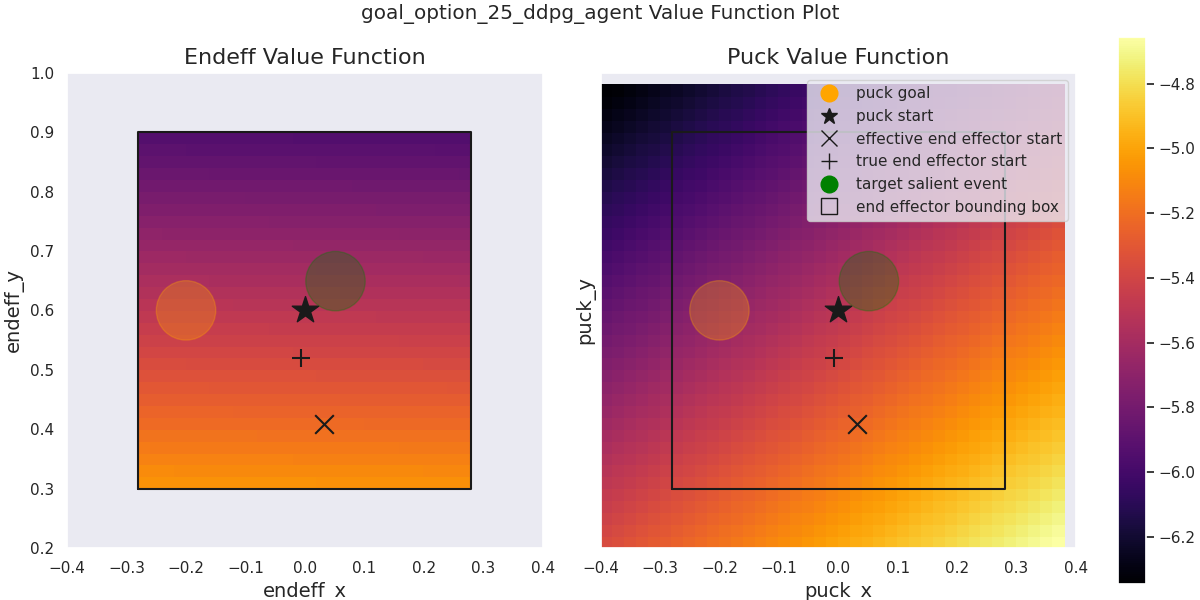 goal_option_25_ddpg_agent Value Function Plot
Endeff Value Function
1.0
0.9
0.8
0.7
0.6
0.5
0.4
0.3
0.2
endeff_y
−0.4 −0.3 −0.2 −0.1 0.0 0.1 0.2 0.3 0.4
endeff_x
Puck Value Function
puck goal
puck start
effective end effector start
true end effector start
target salient event
end effector bounding box
puck_y
−0.4 −0.3 −0.2 −0.1 0.0 0.1 0.2 0.3 0.4
puck_x
−4.8
−5.0
−5.2
−5.4
−5.6
−5.8
−6.0
−6.2